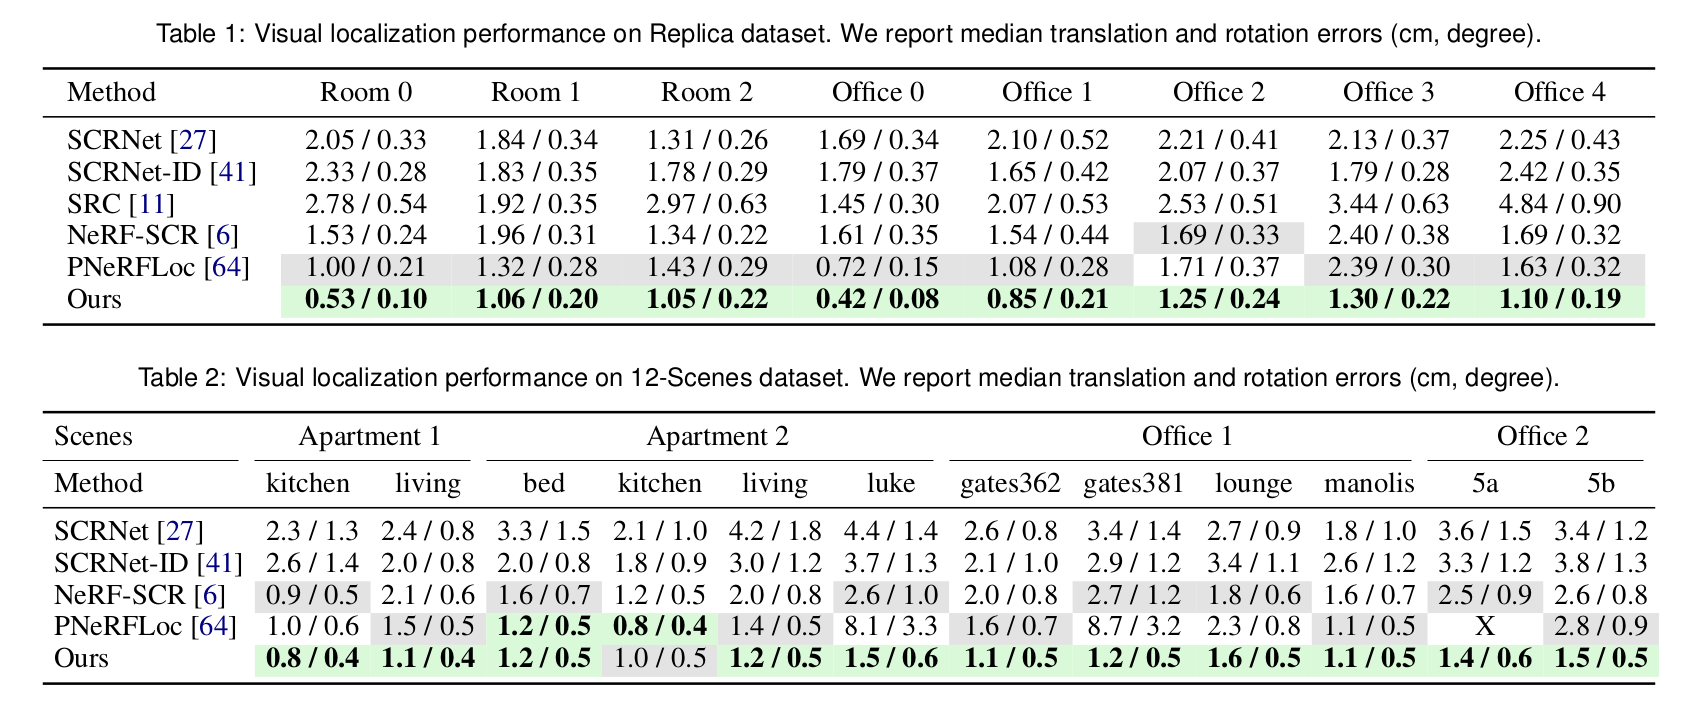 Table 1: Visual localization performance on Replica dataset. We report median translation and rotation errors (cm, degree).
Method Room 0 Room 1 Room 2 Office 0 Office 1 Office 2 Office 3 Office 4
SCRNet [27] 2.05 / 0.33 1.84 / 0.34 1.31 / 0.26 1.69 / 0.34 2.10 / 0.52 2.21 / 0.41 2.13 / 0.37 2.25 / 0.43
SCRNet-ID [41] 2.33 / 0.28 1.83 / 0.35 1.78 / 0.29 1.79 / 0.37 1.65 / 0.42 2.07 / 0.37 1.79 / 0.28 2.42 / 0.35
SRC [11] 2.78 / 0.54 1.92 / 0.35 2.97 / 0.63 1.45 / 0.30 2.07 / 0.53 2.53 / 0.51 3.44 / 0.63 4.84 / 0.90
NeRF-SCR [6] 1.53 / 0.24 1.96 / 0.31 1.34 / 0.22 1.61 / 0.35 1.54 / 0.44 1.69 / 0.33 2.40 / 0.38 1.69 / 0.32
PNeRFLoc [64] 1.00 / 0.21 1.32 / 0.28 1.43 / 0.29 0.72 / 0.15 1.08 / 0.28 1.71 / 0.37 2.39 / 0.30 1.63 / 0.32
Ours 0.53 / 0.10 1.06 / 0.20 1.05 / 0.22 0.42 / 0.08 0.85 / 0.21 1.25 / 0.24 1.30 / 0.22 1.10 / 0.19
Table 2: Visual localization performance on 12-Scenes dataset. We report median translation and rotation errors (cm, degree).
Scenes Apartment 1 Apartment 2 Office 1 Office 2
Method kitchen living bed kitchen living luke gates362 gates381 lounge manolis 5a 5b
SCRNet [27] 2.3 / 1.3 2.4 / 0.8 3.3 / 1.5 2.1 / 1.0 4.2 / 1.8 4.4 / 1.4 2.6 / 0.8 3.4 / 1.4 2.7 / 0.9 1.8 / 1.0 3.6 / 1.5 3.4 / 1.2
SCRNet-ID [41] 2.6 / 1.4 2.0 / 0.8 2.0 / 0.8 1.8 / 0.9 3.0 / 1.2 3.7 / 1.3 2.1 / 1.0 2.9 / 1.2 3.4 / 1.1 2.6 / 1.2 3.3 / 1.2 3.8 / 1.3
NeRF-SCR [6] 0.9 / 0.5 2.1 / 0.6 1.6 / 0.7 1.2 / 0.5 2.0 / 0.8 2.6 / 1.0 2.0 / 0.8 2.7 / 1.2 1.8 / 0.6 1.6 / 0.7 2.5 / 0.9 2.6 / 0.8
PNeRFLoc [64] 1.0 / 0.6 1.5 / 0.5 1.2 / 0.5 0.8 / 0.4 1.4 / 0.5 8.1 / 3.3 1.6 / 0.7 8.7 / 3.2 2.3 / 0.8 1.1 / 0.5 X 2.8 / 0.9
Ours 0.8 / 0.4 1.1 / 0.4 1.2 / 0.5 1.0 / 0.5 1.2 / 0.5 1.5 / 0.6 1.1 / 0.5 1.2 / 0.5 1.6 / 0.5 1.1 / 0.5 1.4 / 0.6 1.5 / 0.5